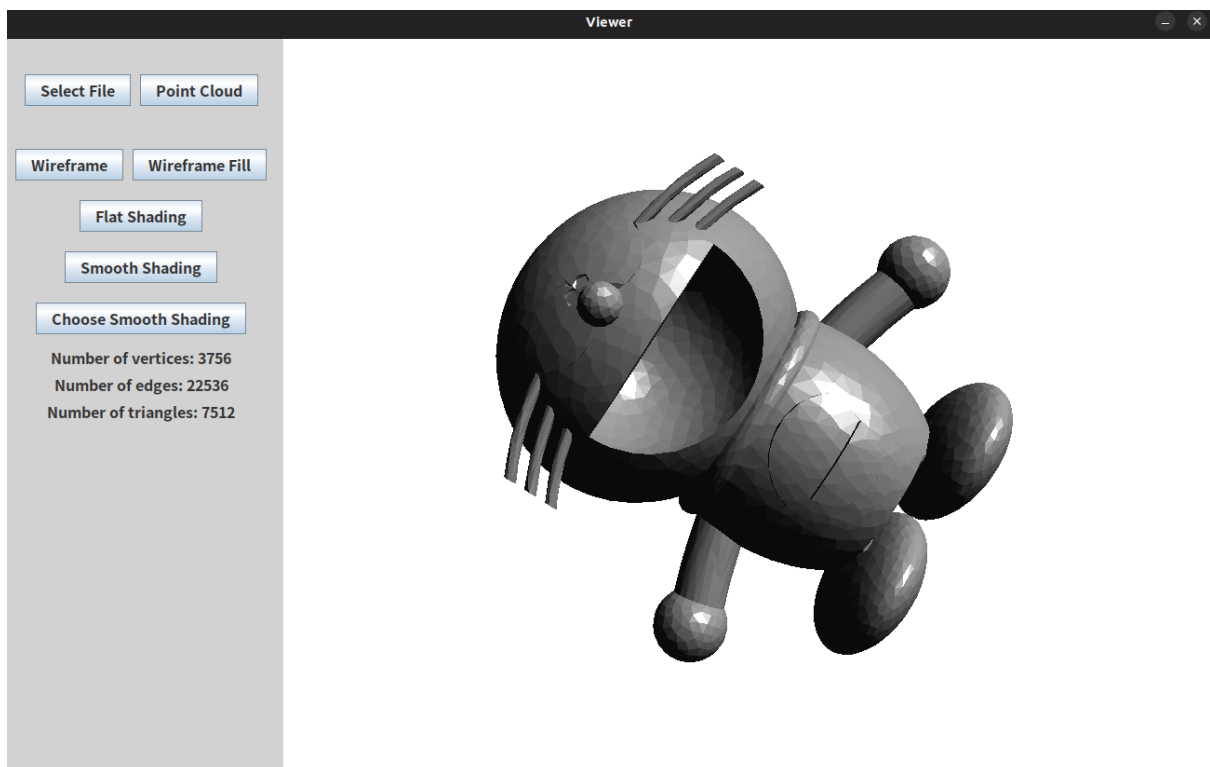 Viewer
Select File Point Cloud
Wireframe Wireframe Fill
Flat Shading
Smooth Shading
Choose Smooth Shading
Number of vertices: 3756
Number of edges: 22536
Number of triangles: 7512